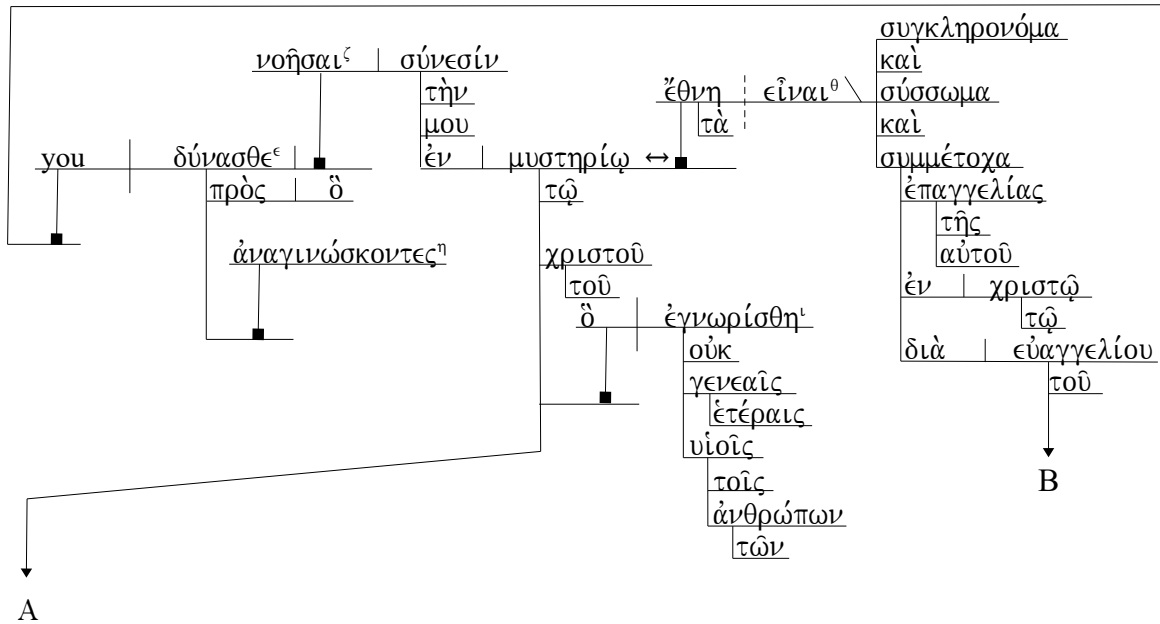 συγκληρονόμα
νοῆσαιζ σύνεσίν καὶ
τὴν ἔθνη εἶναιθ σύσσωμα
μου τὰ καὶ
you δύνασθεε ἐν μυστηρίῳ ↔ συμμέτοχα
πρὸς ὃ τῷ ἐπαγγελίας
τῆς
ἀναγινώσκοντεςη χριστοῦ αὐτοῦ
τοῦ ἐν χριστῷ
ὃ ἐγνωρίσθηι τῷ
οὐκ διὰ εὐαγγελίου
γενεαῖς τοῦ
ἑτέραις
υἱοῖς
τοῖς B
ἀνθρώπων
τῶν
A